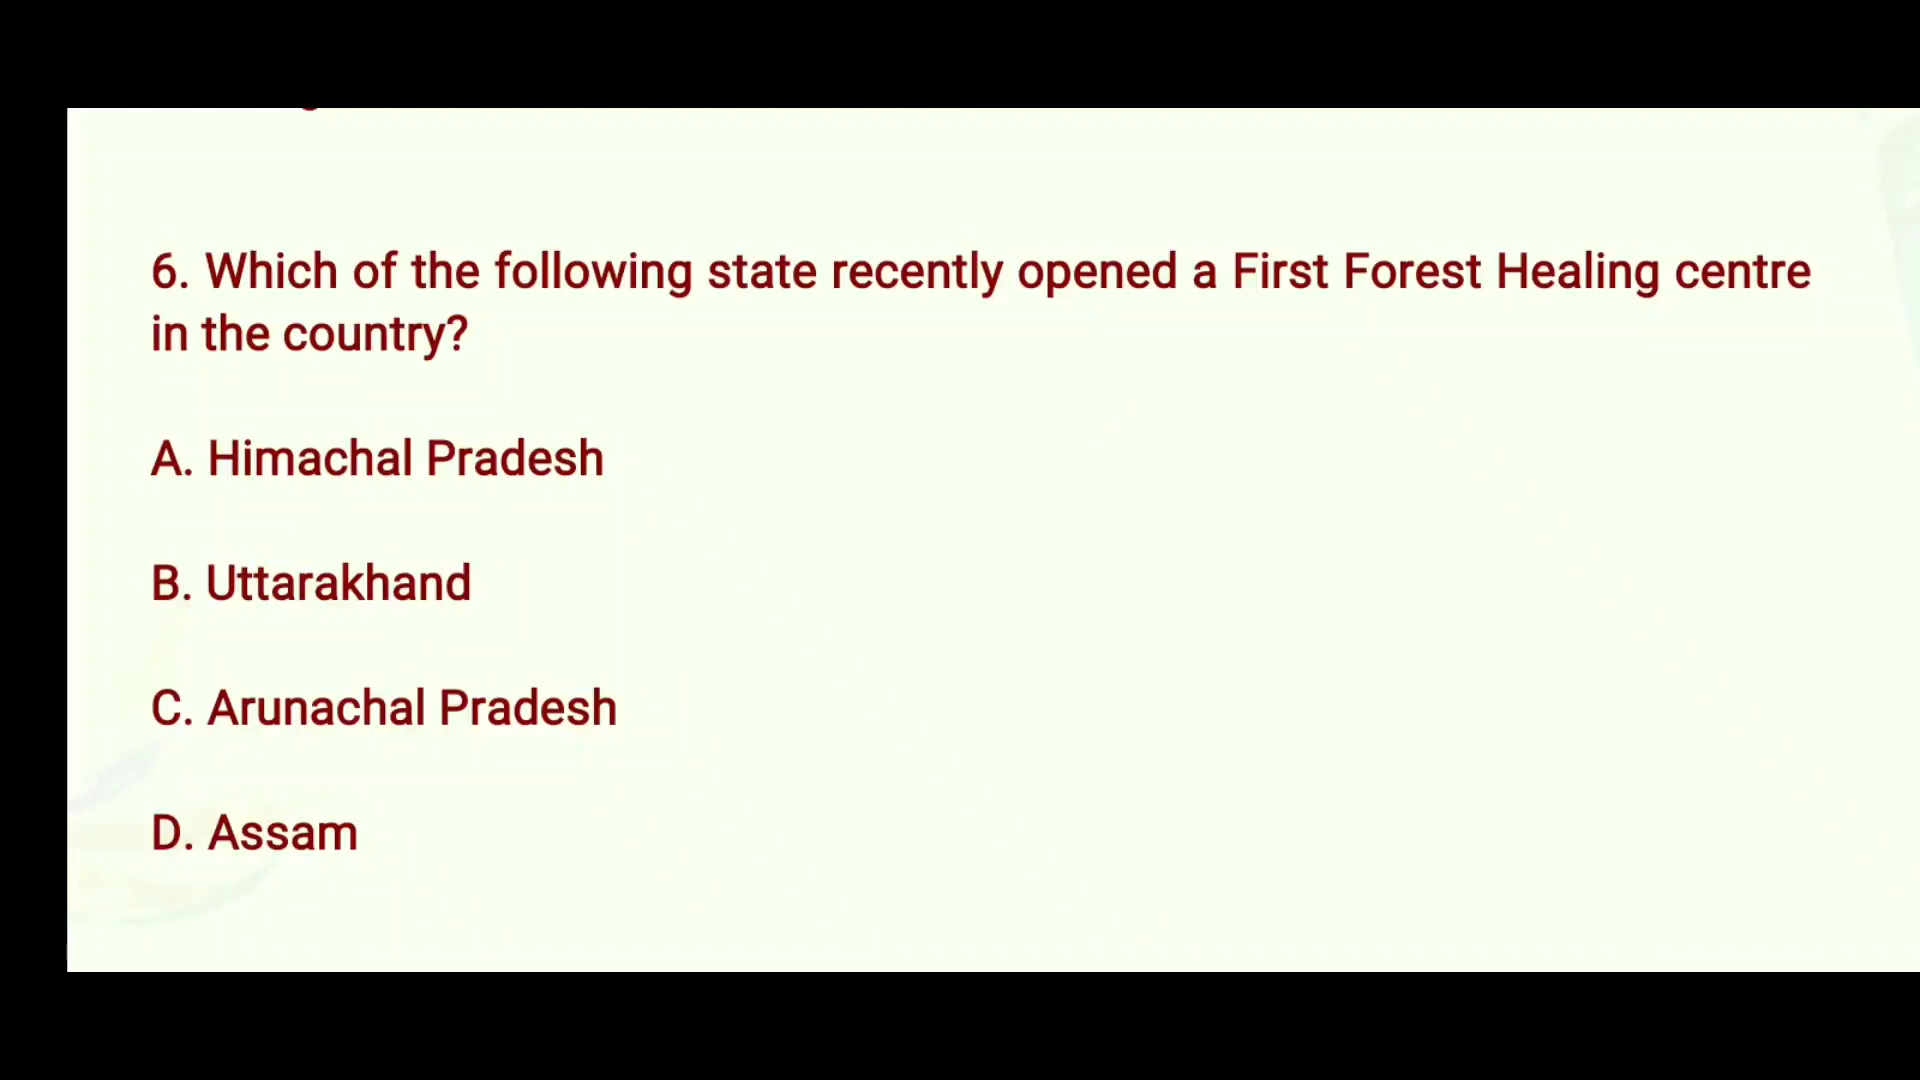 6. Which of the following state recently opened a First Forest Healing centre
in the country?
A. Himachal Pradesh
B. Uttarakhand
C. Arunachal Pradesh
D. Assam